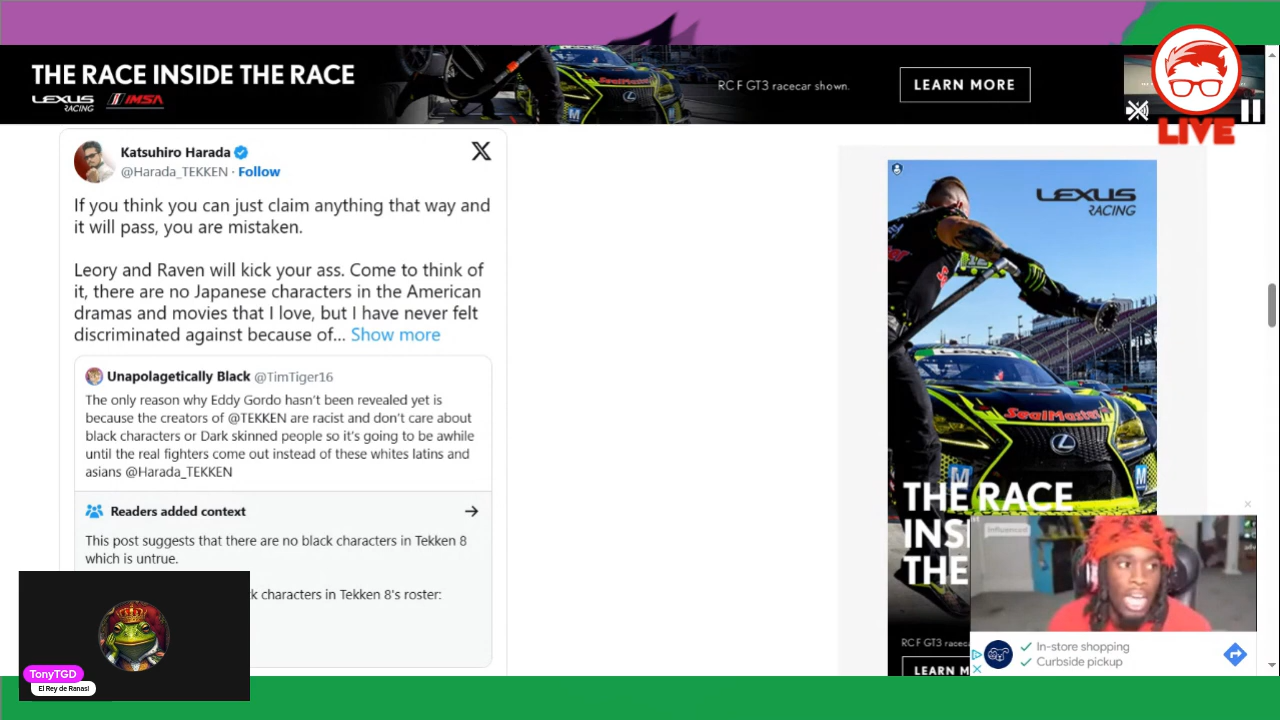 THE RACE INSIDE THE RACE
LEXUS RACING
IMSA
RC F GT3 racecar shown.
LEARN MORE
LIVE
Katsuhiro Harada
@Harada_TEKKEN · Follow
If you think you can just claim anything that way and
it will pass, you are mistaken.
Leory and Raven will kick your ass. Come to think of
it, there are no Japanese characters in the American
dramas and movies that I love, but I have never felt
discriminated against because of... Show more
Unapolagetically Black @TimTiger16
The only reason why Eddy Gordo hasn't been revealed yet is
because the creators of @TEKKEN are racist and don't care about
black characters or Dark skinned people so it's going to be awhile
until the real fighters come out instead of these whites latins and
asians @Harada_TEKKEN
Readers added context
This post suggests that there are no black characters in Tekken 8
which is untrue.
characters in Tekken 8's roster:
TonyTGD
El Rey de Ranas!
LEXUS
RACING
SealMaster
THE RACE
INS
THE
RC F GT3
LEARN
In-store shopping
Curbside pickup